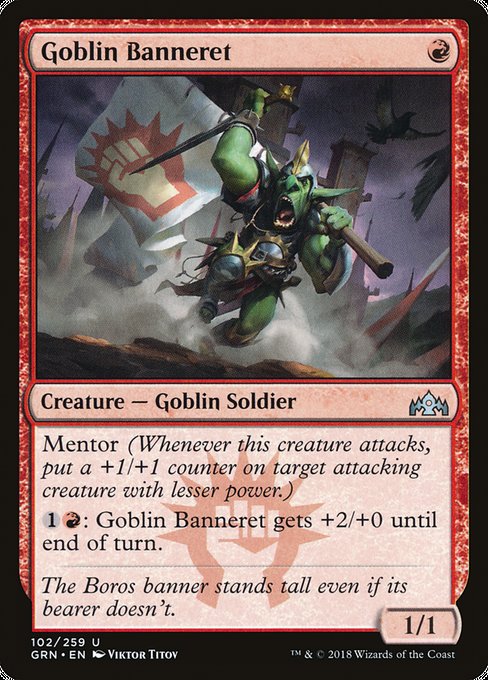 Goblin Banneret
Creature — Goblin Soldier
Mentor (Whenever this creature attacks,
put a +1/+1 counter on target attacking
creature with lesser power.)
1R: Goblin Banneret gets +2/+0 until
end of turn.
The Boros banner stands tall even if its
bearer doesn't.
1/1
102/259 U
GRN • EN Viktor Titov
™ & © 2018 Wizards of the Coast